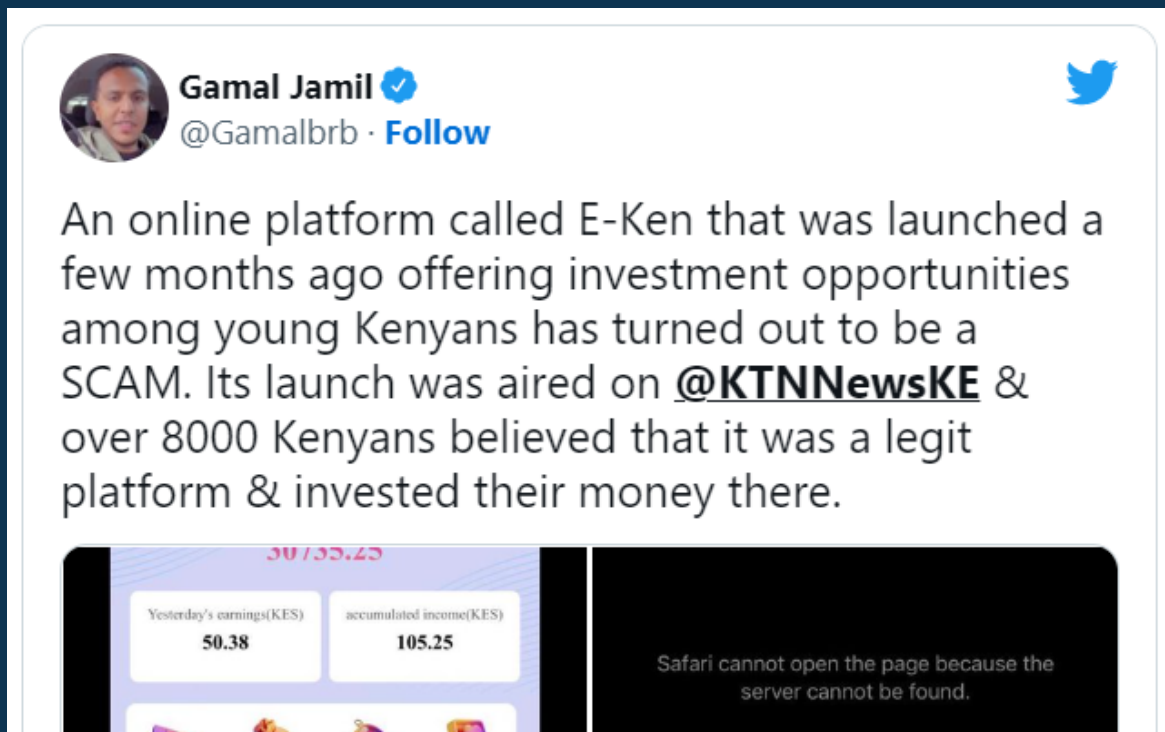 Gamal Jamil
@Gamalbrb · Follow
An online platform called E-Ken that was launched a
few months ago offering investment opportunities
among young Kenyans has turned out to be a
SCAM. Its launch was aired on @KTNNewsKE &
over 8000 Kenyans believed that it was a legit
platform & invested their money there.
30735.25
Yesterday's earnings(KES) accumulated income(KES)
50.38 105.25
Safari cannot open the page because the
server cannot be found.